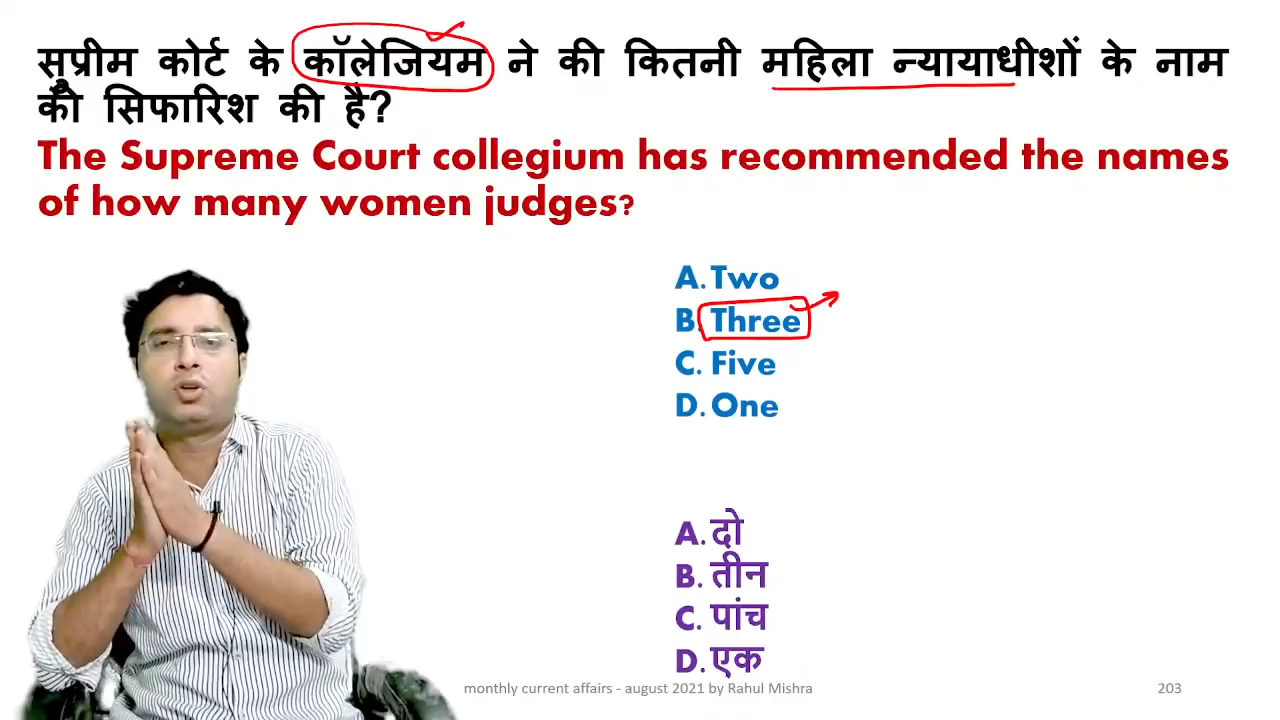 सुप्रीम कोर्ट के कॉलेजियम ने की कितनी महिला न्यायाधीशों के नाम
की सिफारिश की है?
The Supreme Court collegium has recommended the names
of how many women judges?
A. Two
B. Three
C. Five
D. One
A. दो
B. तीन
C. पांच
D. एक
monthly current affairs - august 2021 by Rahul Mishra
203